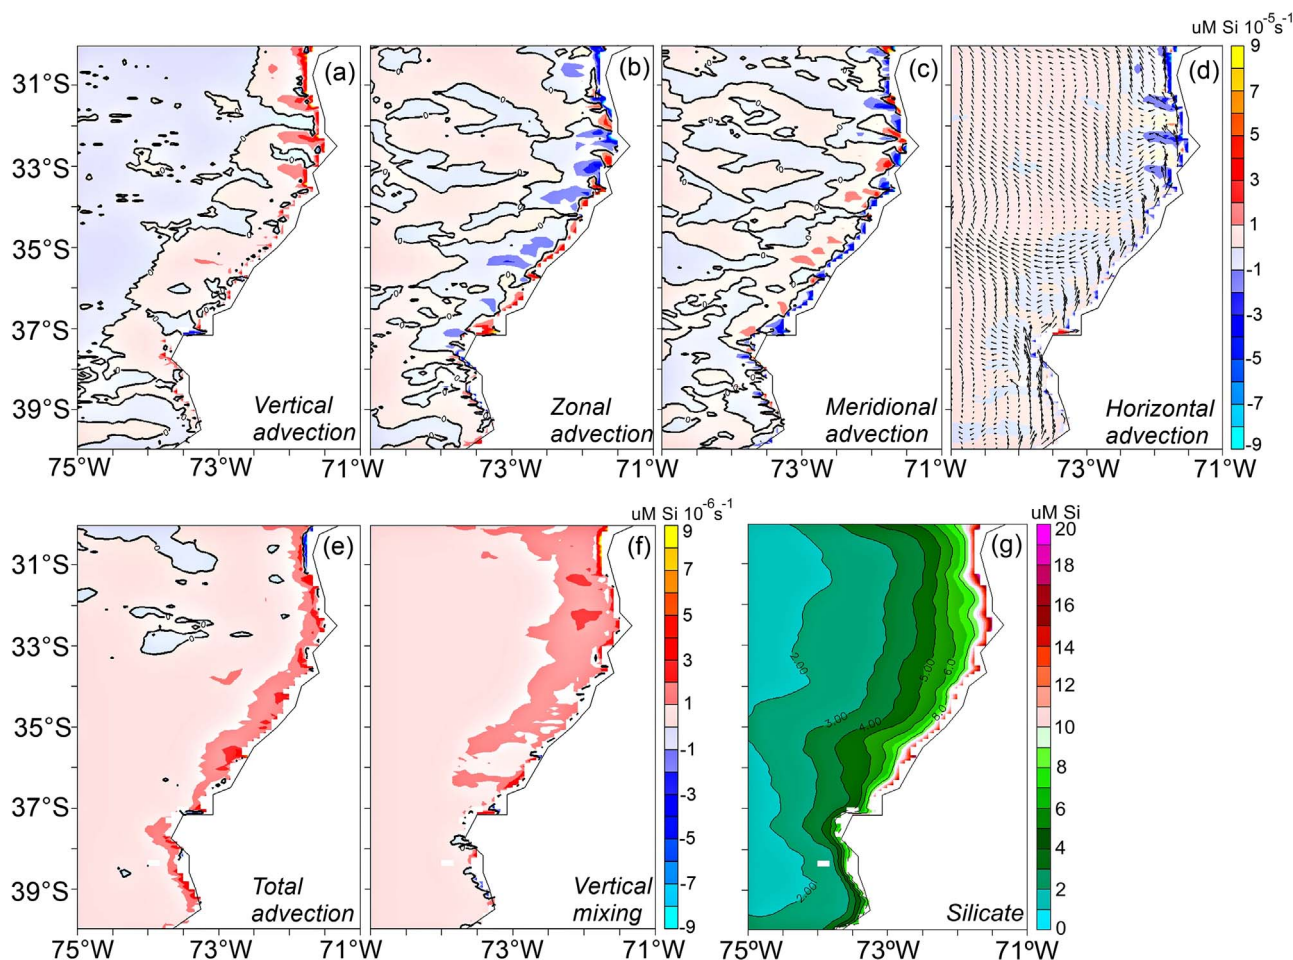 uM Si 10⁻⁵s⁻¹
(a)
(b)
(c)
(d)
31°S
33°S
35°S
37°S
39°S
Vertical
advection
Zonal
advection
Meridional
advection
Horizontal
advection
9
7
5
3
1
-1
-3
-5
-7
-9
75°W
73°W
71°W
73°W
71°W
73°W
71°W
73°W
71°W
uM Si 10⁻⁶s⁻¹
uM Si
(e)
(f)
(g)
31°S
33°S
35°S
37°S
39°S
9
7
5
3
1
-1
-3
-5
-7
-9
2.00
3.00
4.00
5.00
6.0
8.0
2.00
20
18
16
14
12
10
8
6
4
2
0
Total
advection
Vertical
mixing
Silicate
75°W
73°W
71°W
73°W
71°W
75°W
73ºW
71°W